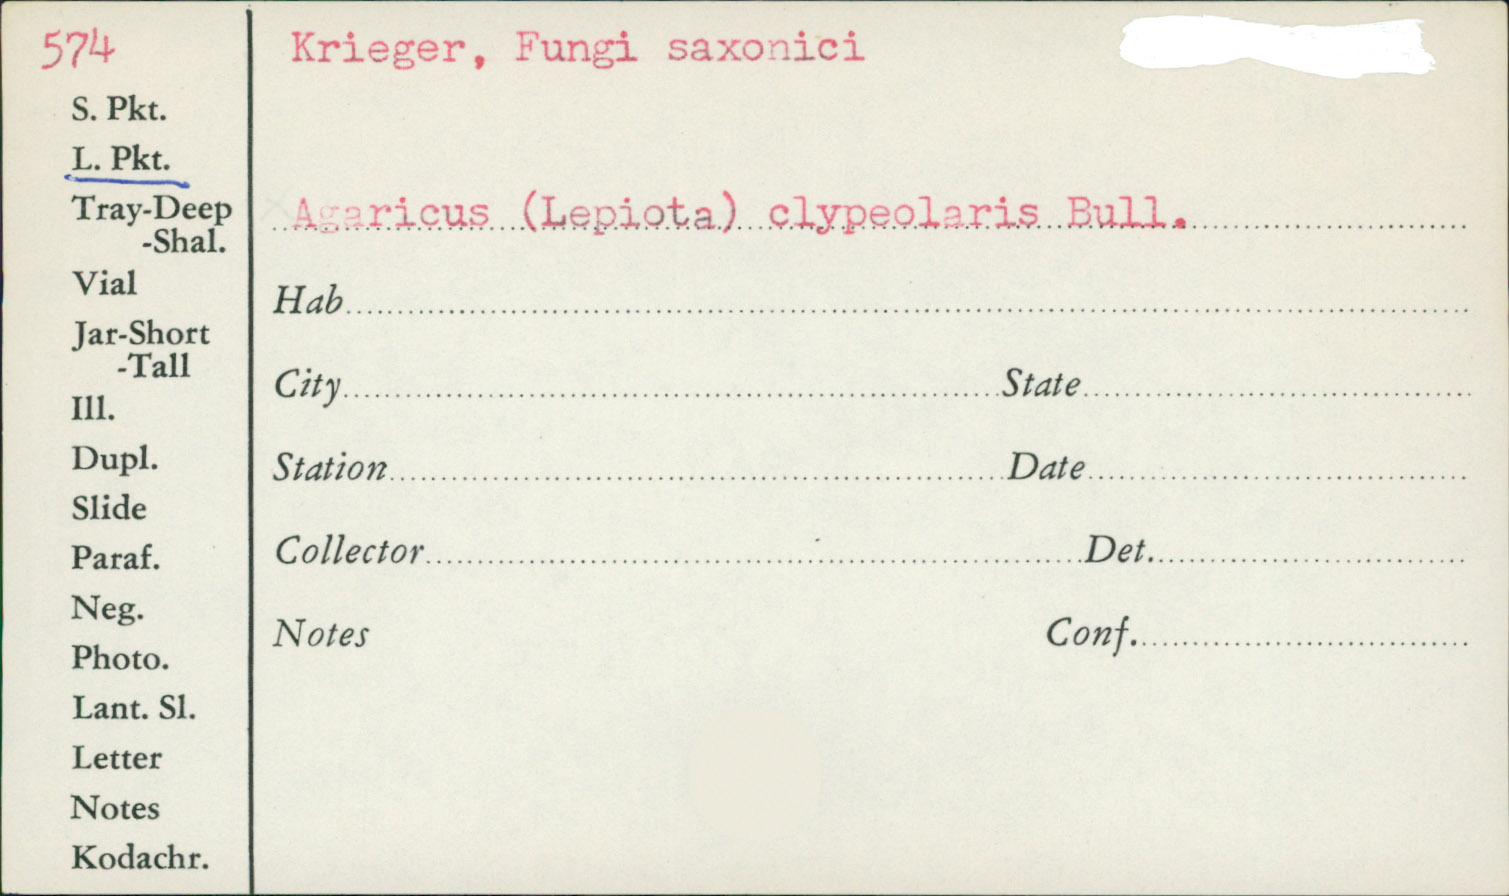 574
Krieger, Fungi saxonici
S. Pkt.
L. Pkt.
Tray-Deep
-Shal.
Vial
Jar-Short
-Tall
Ill.
Dupl.
Slide
Paraf.
Neg.
Photo.
Lant. Sl.
Letter
Notes
Kodachr.
Agaricus (Lepiota) clypeolaris Bull.
Hab
City State
Station Date
Collector Det.
Notes Conf.